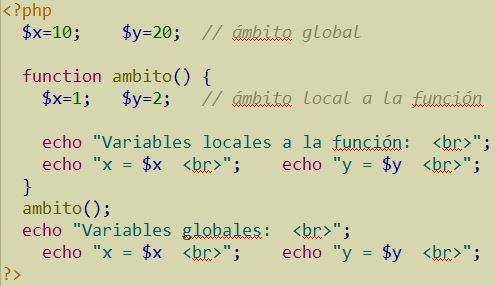 <?php
$x=10;    $y=20;  // ámbito global
function ambito() {
$x=1;   $y=2;   // ámbito local a la función
echo "Variables locales a la función:  <br>";
echo "x = $x  <br>";    echo "y = $y  <br>";
}
ambito();
echo "Variables globales:  <br>";
echo "x = $x  <br>";    echo "y = $y  <br>";
?>